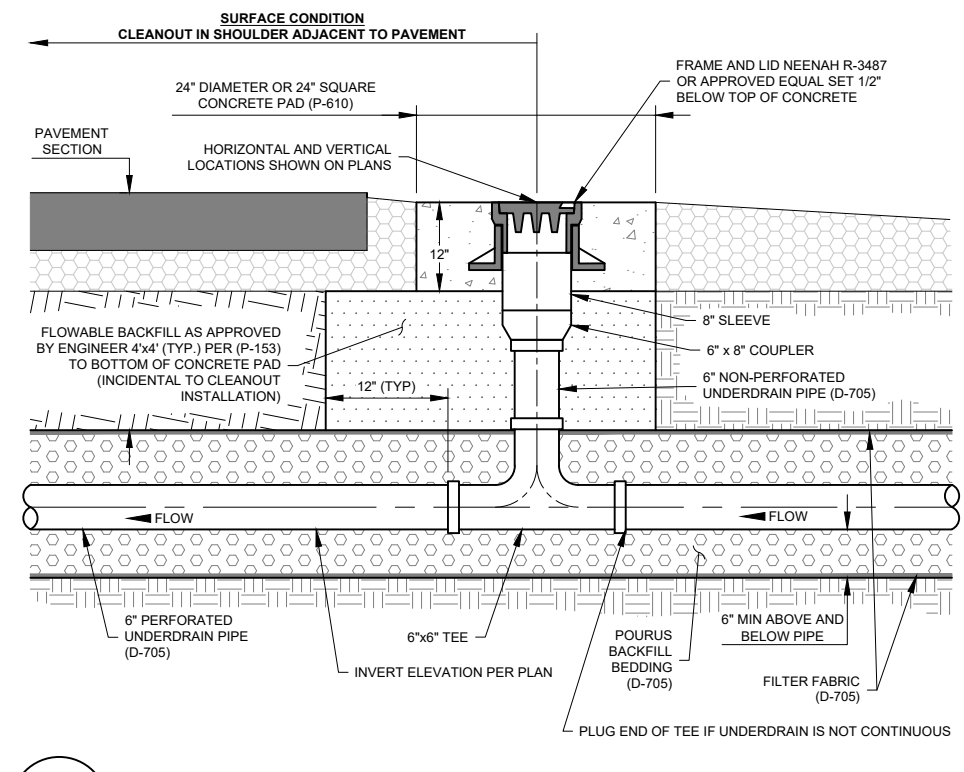 SURFACE CONDITION
CLEANOUT IN SHOULDER ADJACENT TO PAVEMENT
FRAME AND LID NEENAH R-3487
OR APPROVED EQUAL SET 1/2"
BELOW TOP OF CONCRETE
24" DIAMETER OR 24" SQUARE
CONCRETE PAD (P-610)
PAVEMENT
SECTION
HORIZONTAL AND VERTICAL
LOCATIONS SHOWN ON PLANS
12"
FLOWABLE BACKFILL AS APPROVED
BY ENGINEER 4'x4' (TYP.) PER (P-153)
TO BOTTOM OF CONCRETE PAD
(INCIDENTAL TO CLEANOUT
INSTALLATION)
12" (TYP)
8" SLEEVE
6" x 8" COUPLER
6" NON-PERFORATED
UNDERDRAIN PIPE (D-705)
FLOW
FLOW
6" PERFORATED
UNDERDRAIN PIPE
(D-705)
6"x6" TEE
INVERT ELEVATION PER PLAN
POURUS
BACKFILL
BEDDING
(D-705)
6" MIN ABOVE AND
BELOW PIPE
FILTER FABRIC
(D-705)
PLUG END OF TEE IF UNDERDRAIN IS NOT CONTINUOUS